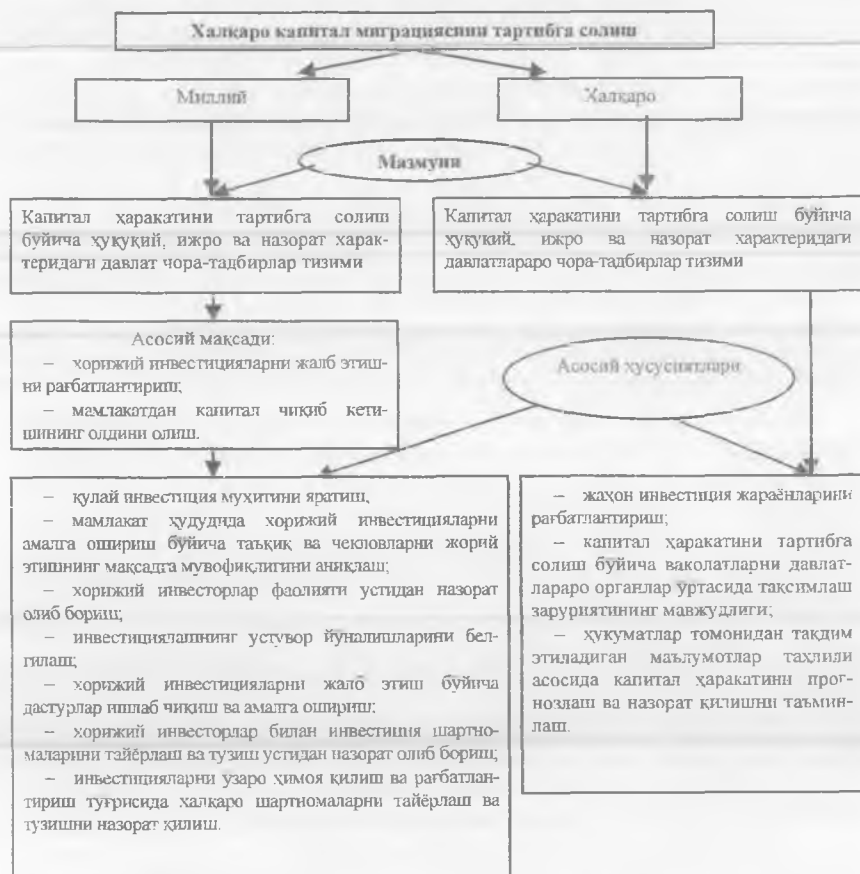 Халқаро капитал миграциясини тартибга солиш
Миллий
Халқаро
Мазмуни
Капитал ҳаракатини тартибга солиш
бўйича ҳуқуқий, ижро ва назорат харак-
теридаги давлат чора-тадбирлар тизими
Капитал ҳаракатини тартибга солиш бўйича
ҳуқуқий, ижро ва назорат характеридаги
давлатлараро чора-тадбирлар тизими
Асосий мақсади:
– хорижий инвестицияларни жалб этиш-
ни рағбатлантириш;
– мамлакатдан капитал чиқиб кети-
шининг олдини олиш.
Асосий хусусиятлари
– қулай инвестиция муҳитини яратиш;
– мамлакат ҳудудида хорижий инвестицияларни
амалга ошириш бўйича таъқиқ ва чекловларни жорий
этишнинг мақсадга мувофиқлигини аниқлаш;
– хорижий инвесторлар фаолияти устидан назорат
олиб бориш;
– инвестициялашнинг устувор йўналишларини бел-
гилаш;
– хорижий инвестицияларни жалб этиш бўйича
дастурлар ишлаб чиқиш ва амалга ошириш;
– хорижий инвесторлар билан инвестиция шартно-
маларини тайёрлаш ва тузиш устидан назорат олиб бориш;
– инвестицияларни узаро ҳимоя қилиш ва рағбатлан-
тириш тўғрисида халқаро шартномаларни тайёрлаш ва
тузишни назорат қилиш.
– жаҳон инвестиция жараёнларини
рағбатлантириш;
– капитал ҳаракатини тартибга
солиш бўйича ваколатларни давлат-
лараро органлар ўртасида тақсимлаш
заруриятининг мавжудлиги;
– ҳукуматлар томонидан тақдим
этиладиган маълумотлар таҳлили
асосида капитал ҳаракатини прог-
нозлаш ва назорат қилишни таъмин-
лаш.